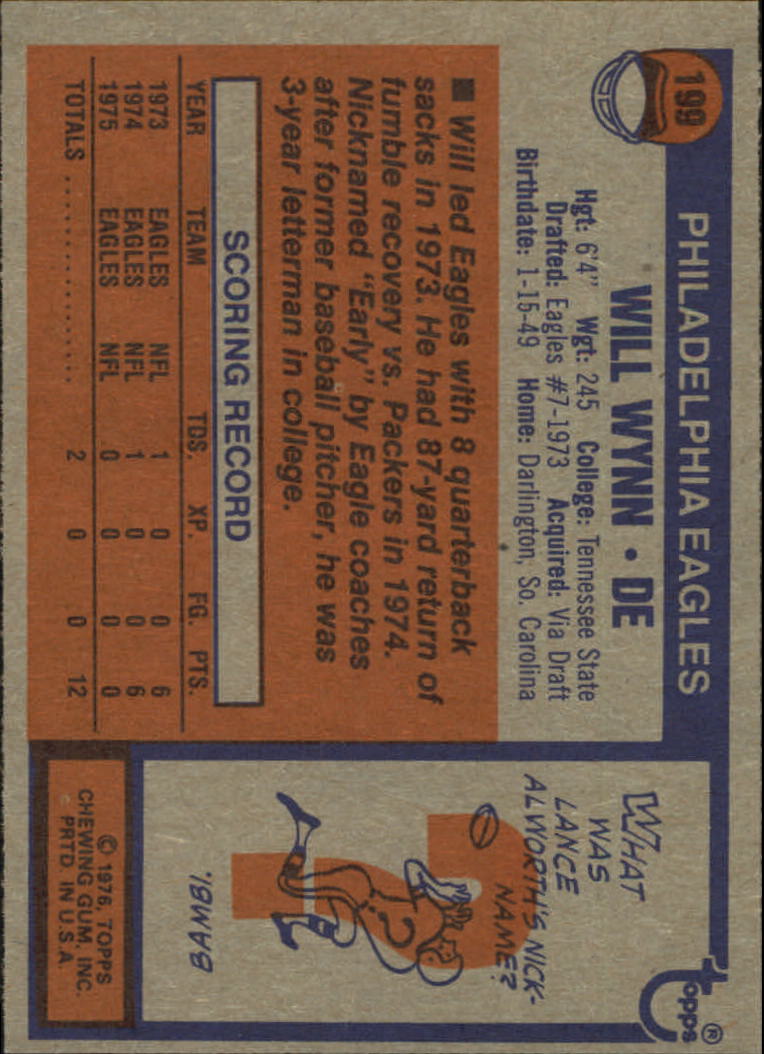 199
PHILADELPHIA EAGLES
WILL WYNN • DE
Hgt: 6'4" Wgt: 245 College: Tennessee State
Drafted: Eagles #7-1973 Acquired: Via Draft
Birthdate: 1-15-49 Home: Darlington, So. Carolina
■ Will led Eagles with 8 quarterback
sacks in 1973. He had 87-yard return of
fumble recovery vs. Packers in 1974.
Nicknamed "Early" by Eagle coaches
after former baseball pitcher, he was
3-year letterman in college.
SCORING RECORD
YEAR TEAM TDS. XP. FG. PTS.
1973 EAGLES NFL 1 0 0 6
1974 EAGLES NFL 1 0 0 6
1975 EAGLES NFL 0 0 0 0
TOTALS .................... 2 0 0 12
Topps®
WHAT
WAS
LANCE
ALWORTH'S NICK-
NAME?
BAMBI.
© 1976, TOPPS
CHEWING GUM, INC.
PRTD. IN U.S.A.